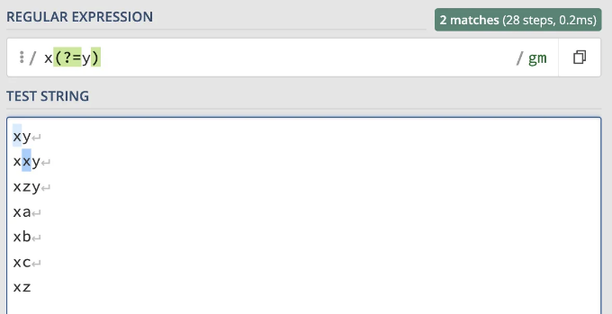 REGULAR EXPRESSION
2 matches (28 steps, 0.2ms)
/ x(?=y) / gm
TEST STRING
xy↵
xxy↵
xzy↵
xa↵
xb↵
xc↵
xz